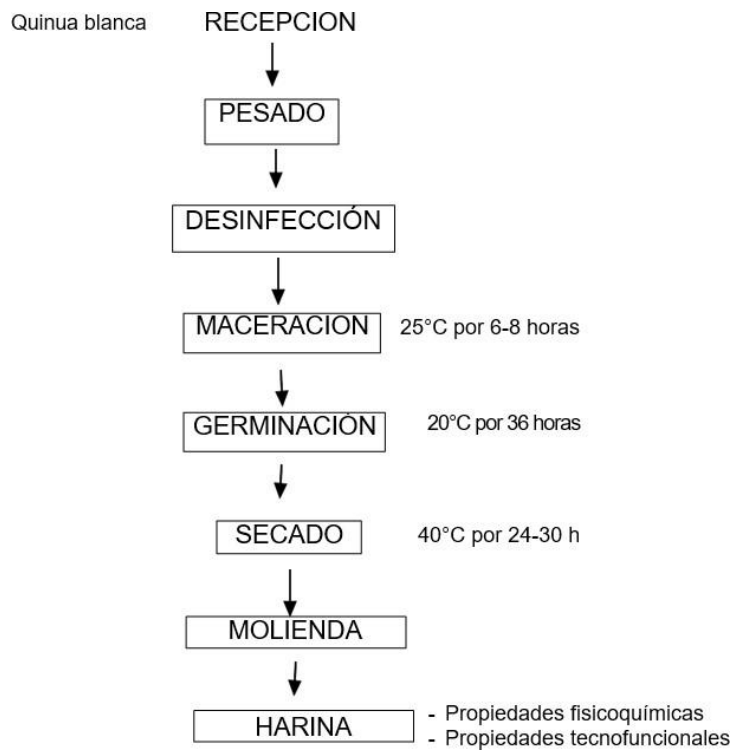 Quinua blanca RECEPCION
PESADO
DESINFECCIÓN
MACERACION 25°C por 6-8 horas
GERMINACIÓN 20°C por 36 horas
SECADO 40°C por 24-30 h
MOLIENDA
HARINA - Propiedades fisicoquímicas
- Propiedades tecnofuncionales